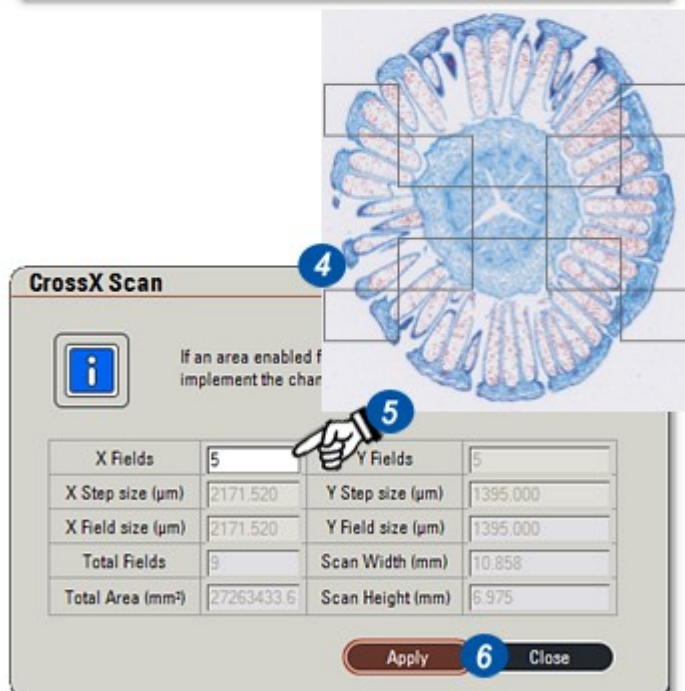 4
CrossX Scan
If an area enabled f
implement the char
5
X Fields 5 Y Fields 5
X Step size (µm) 2171.520 Y Step size (µm) 1395.000
X Field size (µm) 2171.520 Y Field size (µm) 1395.000
Total Fields 9 Scan Width (mm) 10.858
Total Area (mm²) 27263433.6 Scan Height (mm) 6.975
Apply 6 Close